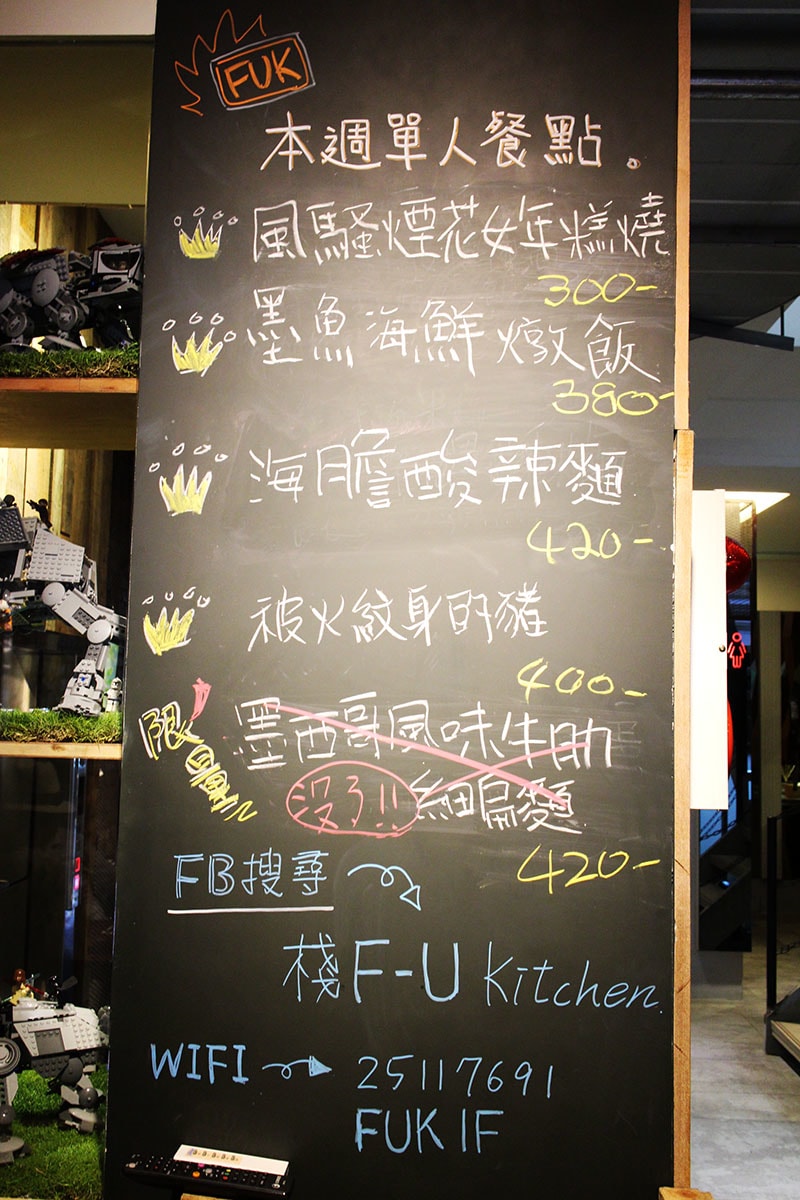 FUK
本週單人餐點。
風騷煙花女年糕燒
300-
墨魚海鮮燉飯
380-
海膽酸辣麵
420-
被火紋身的豬
400-
限
墨西哥風味牛肋
沒了!!
細扁麵
420-
FB搜尋
棧F-U Kitchen
WIFI
25117691
FUK 1F